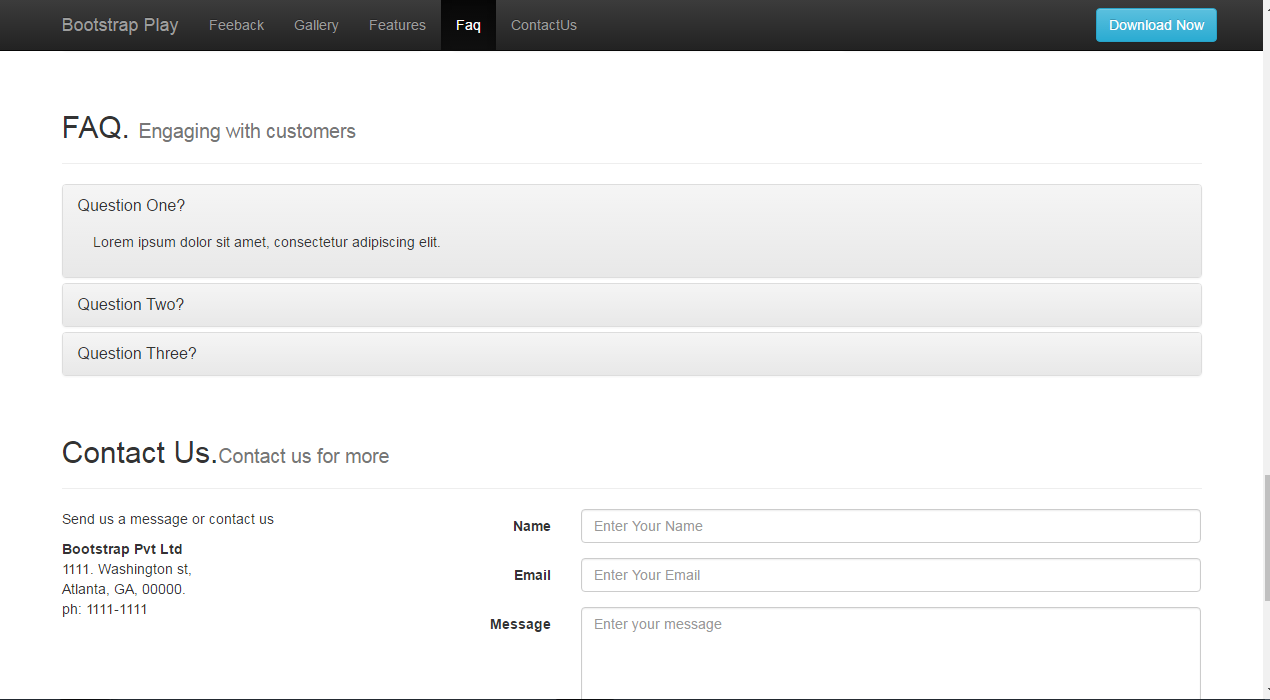 Bootstrap Play Feeback Gallery Features Faq ContactUs Download Now
FAQ. Engaging with customers
Question One?
Lorem ipsum dolor sit amet, consectetur adipiscing elit.
Question Two?
Question Three?
Contact Us.Contact us for more
Send us a message or contact us
Bootstrap Pvt Ltd
1111. Washington st,
Atlanta, GA, 00000.
ph: 1111-1111
Name Enter Your Name
Email Enter Your Email
Message Enter your message